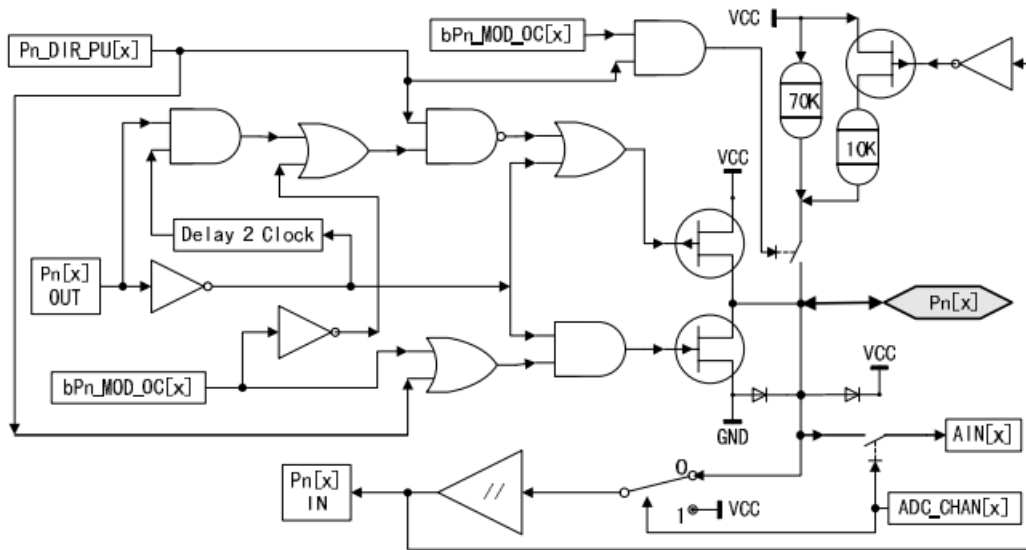 Pn_DIR_PU[x]
bPn_MOD_OC[x]
VCC
70K
10K
VCC
Delay 2 Clock
Pn[x]
OUT
Pn[x]
bPn_MOD_OC[x]
VCC
GND
AIN[x]
Pn[x]
IN
//
0
1
VCC
ADC_CHAN[x]